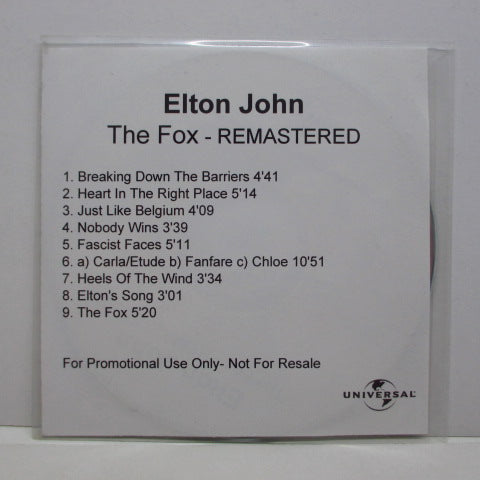 Elton John
The Fox - REMASTERED
1. Breaking Down The Barriers 4'41
2. Heart In The Right Place 5'14
3. Just Like Belgium 4'09
4. Nobody Wins 3'39
5. Fascist Faces 5'11
6. a) Carla/Etude b) Fanfare c) Chloe 10'51
7. Heels Of The Wind 3'34
8. Elton's Song 3'01
9. The Fox 5'20
For Promotional Use Only- Not For Resale
UNIVERSAL